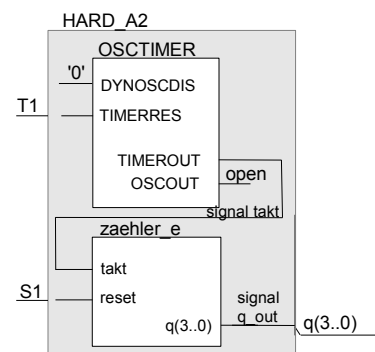 HARD_A2
OSCTIMER
'0'
DYNOSCDIS
T1
TIMERRES
TIMEROUT
OSCOUT
open
signal takt
zaehler_e
takt
S1
reset
signal
q_out
q(3..0)
q(3..0)